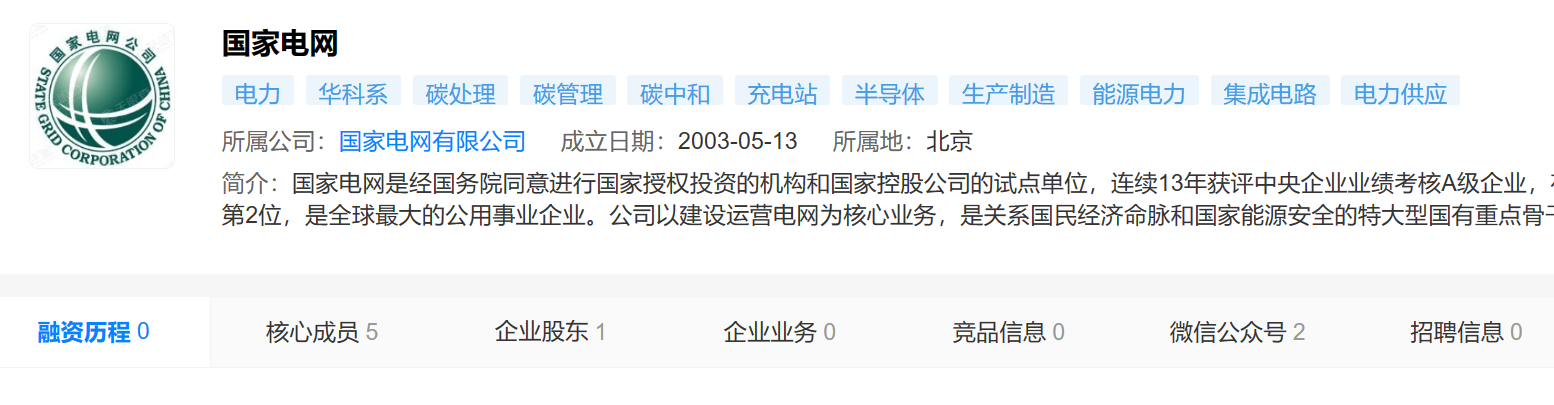 国家电网公司
STATE GRID CORPORATION OF CHINA
国家电网
电力 华科系 碳处理 碳管理 碳中和 充电站 半导体 生产制造 能源电力 集成电路 电力供应
所属公司：国家电网有限公司 成立日期：2003-05-13 所属地：北京
简介：国家电网是经国务院同意进行国家授权投资的机构和国家控股公司的试点单位，连续13年获评中央企业业绩考核A级企业，
第2位，是全球最大的公用事业企业。公司以建设运营电网为核心业务，是关系国民经济命脉和国家能源安全的特大型国有重点骨
融资历程 0 核心成员 5 企业股东 1 企业业务 0 竞品信息 0 微信公众号 2 招聘信息 0